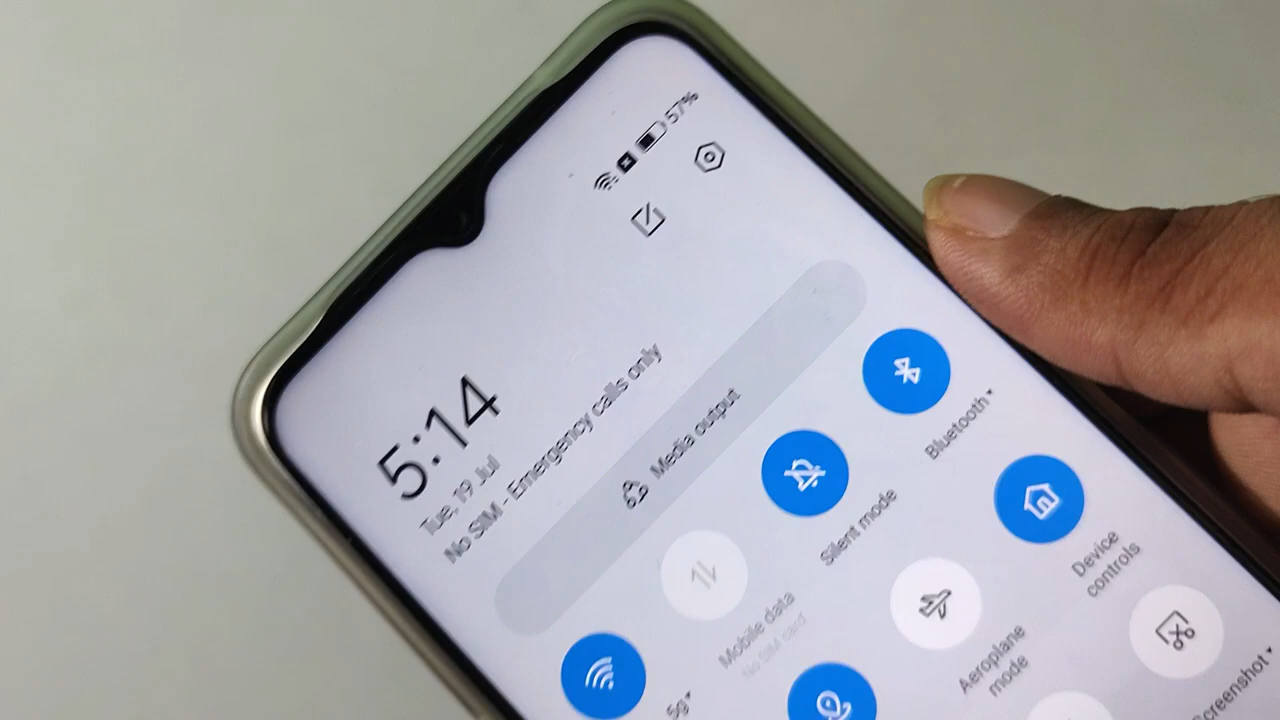 57%
5:14
Tue, 19 Jul
No SIM - Emergency calls only
Media output
5g
Mobile data
No SIM card
Silent mode
Bluetooth
Aeroplane
mode
Device
controls